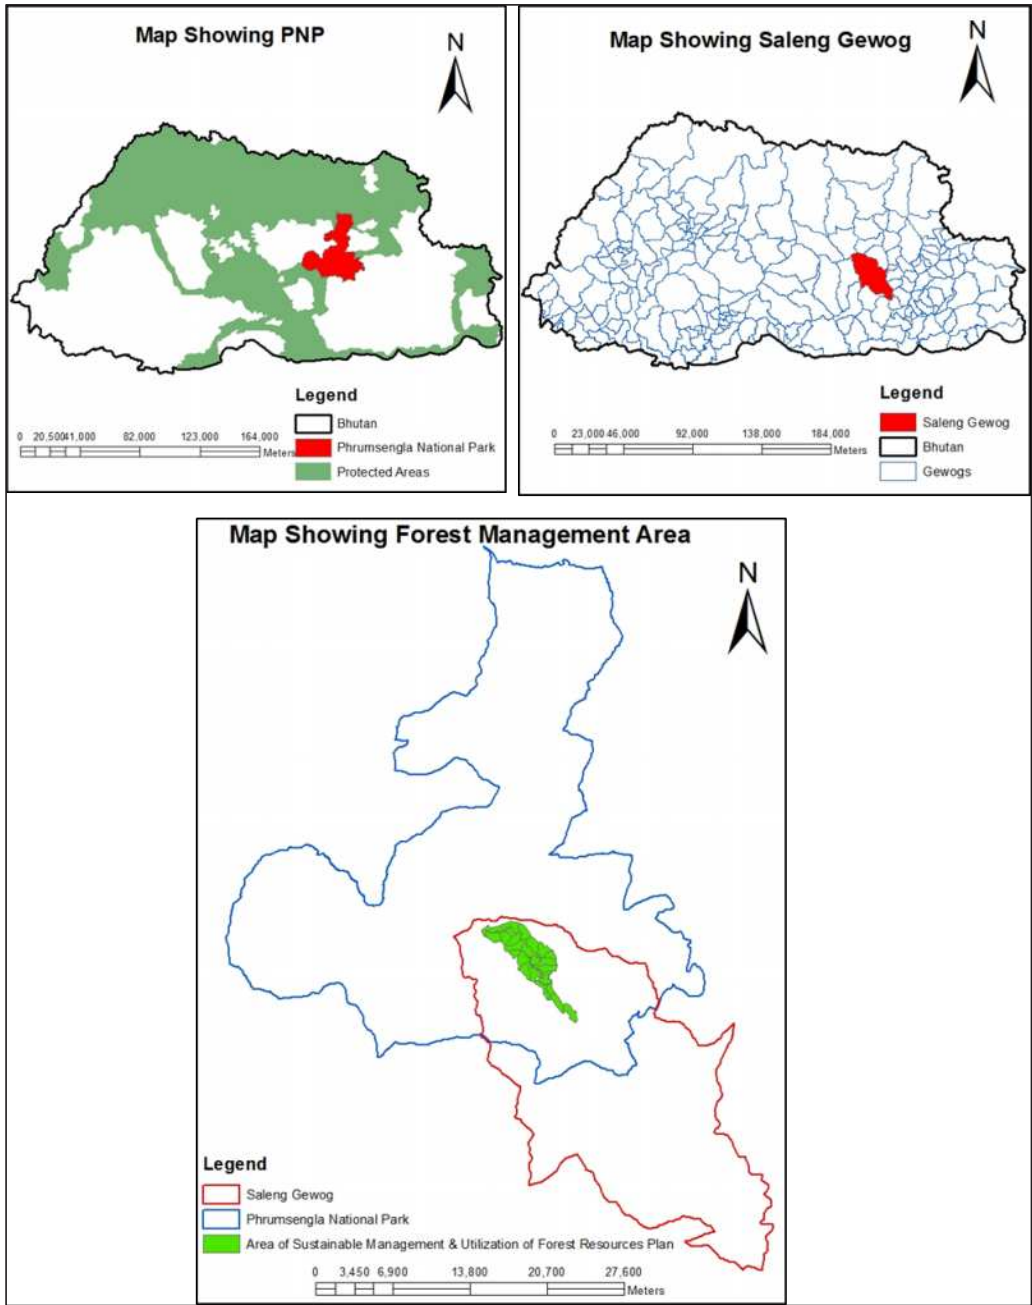 Map Showing PNP
N
Legend
Bhutan
Phrumsengla National Park
Protected Areas
0 20,50041,000 82,000 123,000 164,000
Meters
Map Showing Saleng Gewog
N
Legend
Saleng Gewog
Bhutan
Gewogs
0 23,000 46,000 92,000 138,000 184,000
Meters
Map Showing Forest Management Area
N
Legend
Saleng Gewog
Phrumsengla National Park
Area of Sustainable Management & Utilization of Forest Resources Plan
0 3,450 6,900 13,800 20,700 27,600
Meters